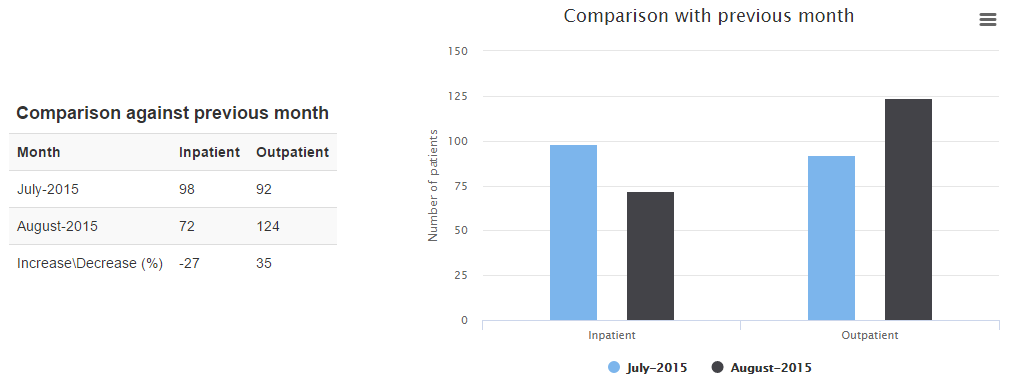 Comparison against previous month
Month Inpatient Outpatient
July-2015 98 92
August-2015 72 124
Increase\Decrease (%) -27 35
Comparison with previous month
Number of patients
150
125
100
75
50
25
0
Inpatient Outpatient
July-2015 August-2015